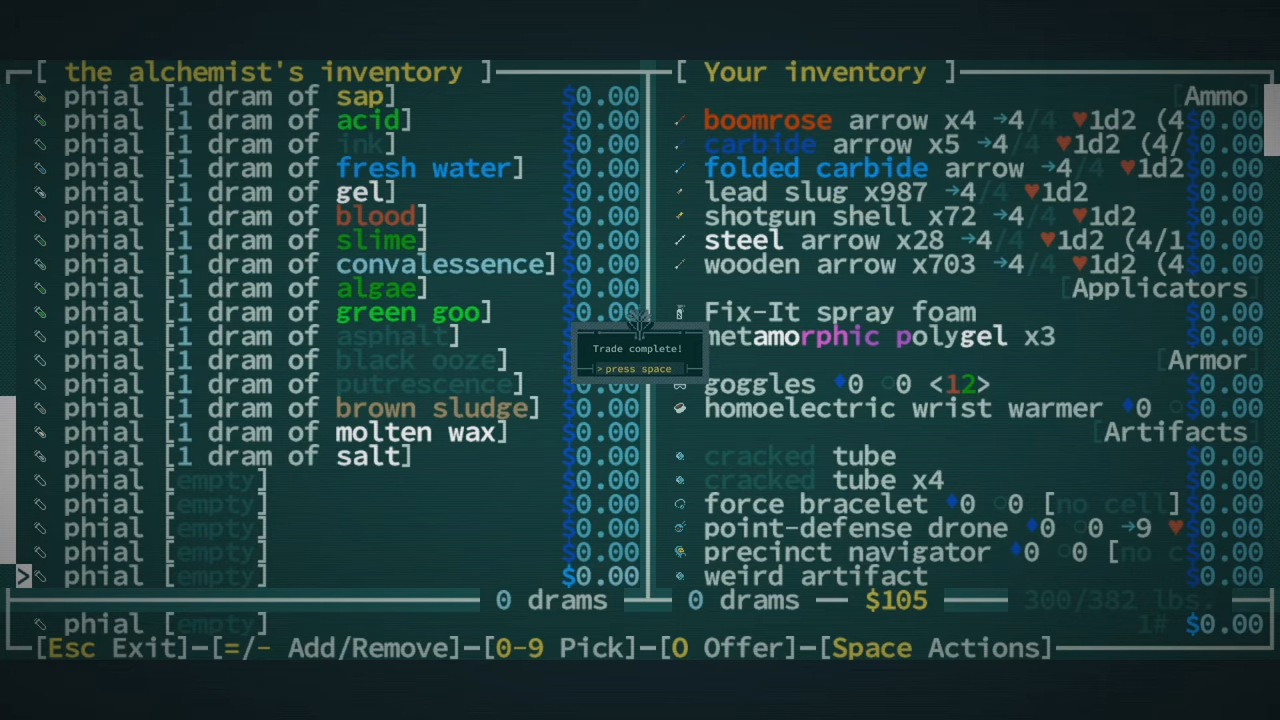 [ the alchemist's inventory ]
phial [1 dram of sap] $0.00
phial [1 dram of acid] $0.00
phial [1 dram of ink] $0.00
phial [1 dram of fresh water] $0.00
phial [1 dram of gel] $0.00
phial [1 dram of blood] $0.00
phial [1 dram of slime] $0.00
phial [1 dram of convalessence] $0.00
phial [1 dram of algae] $0.00
phial [1 dram of green goo] $0.00
phial [1 dram of asphalt]
phial [1 dram of black ooze]
phial [1 dram of putrescence] $0.00
phial [1 dram of brown sludge] $0.00
phial [1 dram of molten wax] $0.00
phial [1 dram of salt] $0.00
phial [empty] $0.00
phial [empty] $0.00
phial [empty] $0.00
phial [empty] $0.00
> phial [empty] $0.00
[ Your inventory ]
[Ammo]
boomrose arrow x4 →4/4 ♥1d2 (4 $0.00
carbide arrow x5 →4/4 ♥1d2 (4/ $0.00
folded carbide arrow →4/4 ♥1d2 $0.00
lead slug x987 →4/4 ♥1d2 $0.00
shotgun shell x72 →4/4 ♥1d2 $0.00
steel arrow x28 →4/4 ♥1d2 (4/1 $0.00
wooden arrow x703 →4/4 ♥1d2 (4 $0.00
[Applicators]
Fix-It spray foam $0.00
metamorphic polygel x3 $0.00
[Armor]
goggles ♦0 ○0 <12> $0.00
homoelectric wrist warmer ♦0 ○ $0.00
[Artifacts]
cracked tube $0.00
cracked tube x4 $0.00
force bracelet ♦0 ○0 [no cell] $0.00
point-defense drone ♦0 ○0 →9 ♥ $0.00
precinct navigator ♦0 ○0 [no c $0.00
weird artifact $0.00
Trade complete!
> press space
0 drams
0 drams — $105 300/382 lbs.
phial [empty] 1# $0.00
[Esc Exit]—[=/- Add/Remove]—[0-9 Pick]—[O Offer]—[Space Actions]